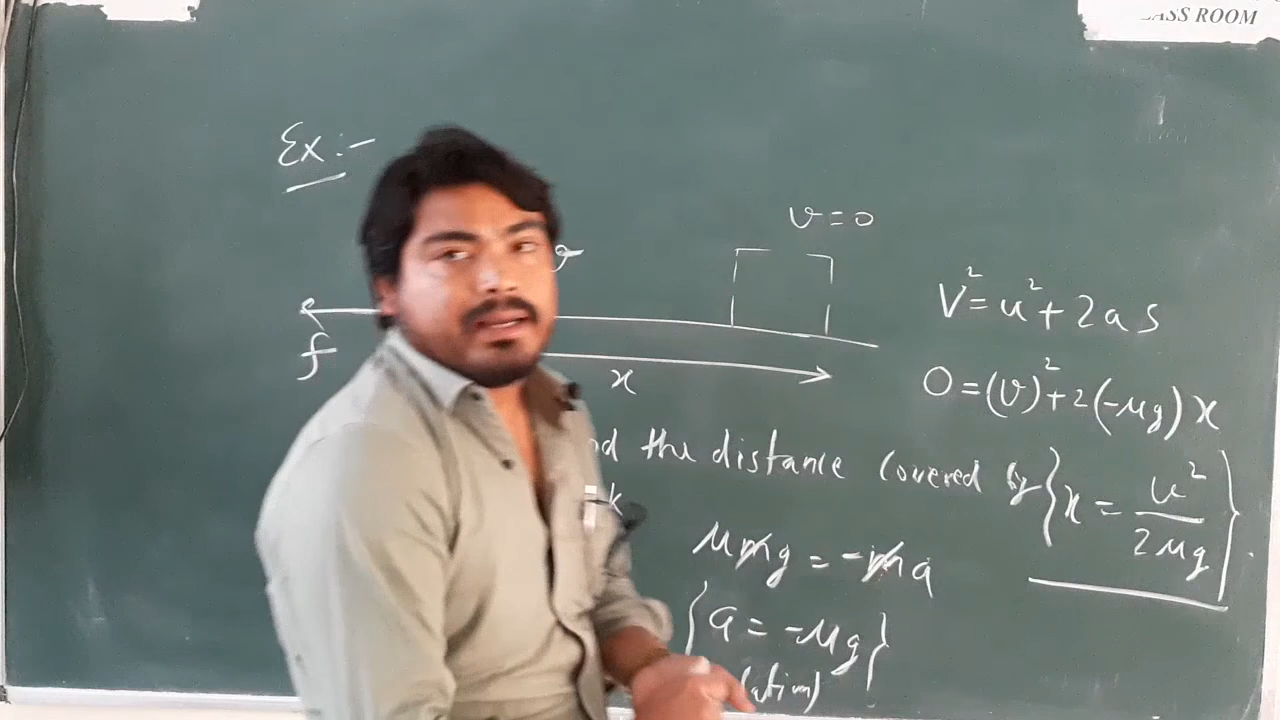 CLASS ROOM
Ex:-
v=0
v
f
x
V²=u²+2as
0=(v)²+2(-μg)x
the distance covered by {x = u²/2μg}.
k
μmg = -ma
{a = -μg}